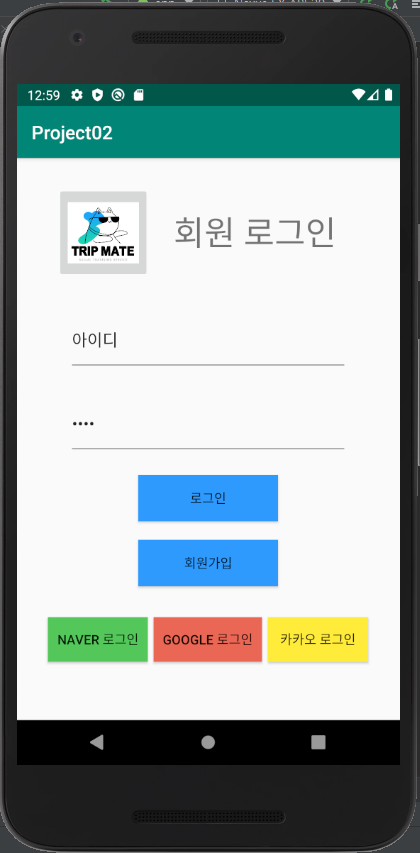 12:59
Project02
TRIP MATE
회원 로그인
아이디
••••
로그인
회원가입
NAVER 로그인
GOOGLE 로그인
카카오 로그인